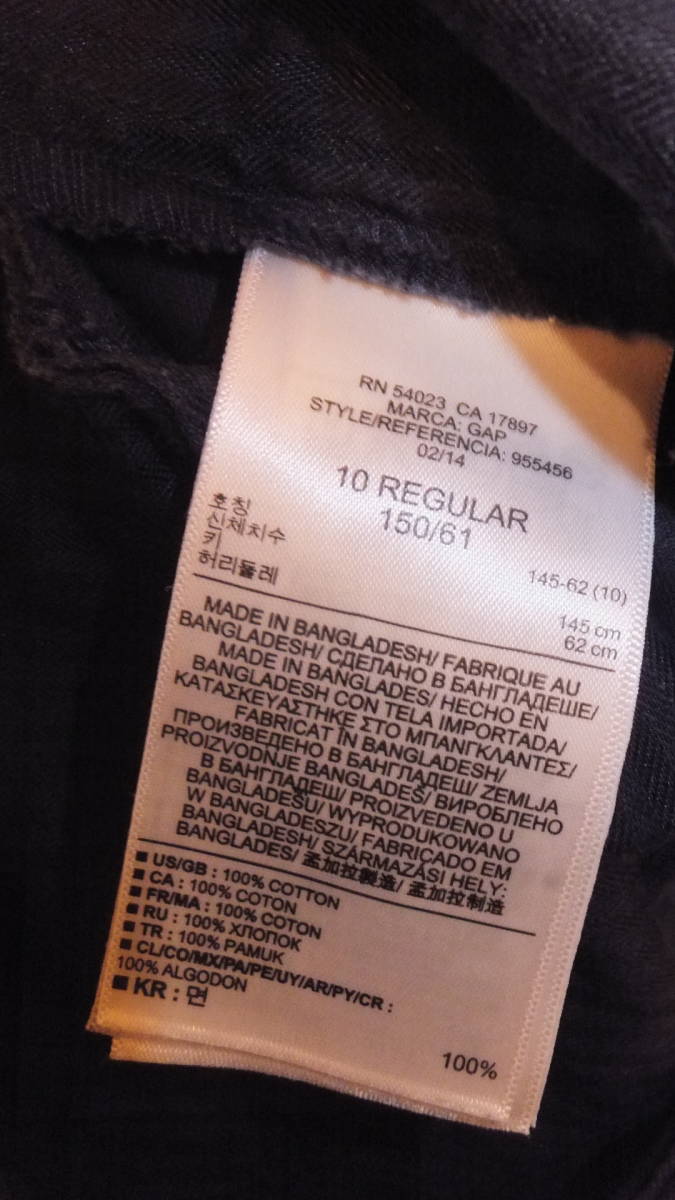 RN 54023 CA 17897
MARCA: GAP
STYLE/REFERENCIA: 955456
02/14
10 REGULAR
150/61
호칭
145-62 (10)
신체치수
키
145 cm
허리둘레
62 cm
MADE IN BANGLADESH/ FABRIQUE AU
BANGLADESH/ СДЕЛАНО В БАНГЛАДЕШЕ/
MADE IN BANGLADES/ HECHO EN
BANGLADESH CON TELA IMPORTADA/
ΚΑΤΑΣΚΕΥΑΣΤΗΚΕ ΣΤΟ ΜΠΑΝΓΚΛΑΝΤΕΣ/
FABRICAT ÎN BANGLADESH/
ПРОИЗВЕДЕНО В БАНГЛАДЕШ/ ZEMLJA
PROIZVODNJE BANGLADEŠ/ ВИРОБЛЕНО
В БАНГЛАДЕШ/ PROIZVEDENO U
BANGLADEŠU/ WYPRODUKOWANO
W BANGLADESZU/ FABRICADO EM
BANGLADESH/ SZÁRMAZÁSI HELY:
BANGLADES/ 孟加拉製造/ 孟加拉制造
■ US/GB : 100% COTTON
■ CA : 100% COTON
■ FR/MA : 100% COTON
■ RU : 100% ХЛОПОК
■ TR : 100% PAMUK
■ CL/CO/MX/PA/PE/UY/AR/PY/CR :
100% ALGODON
■ KR : 면
100%